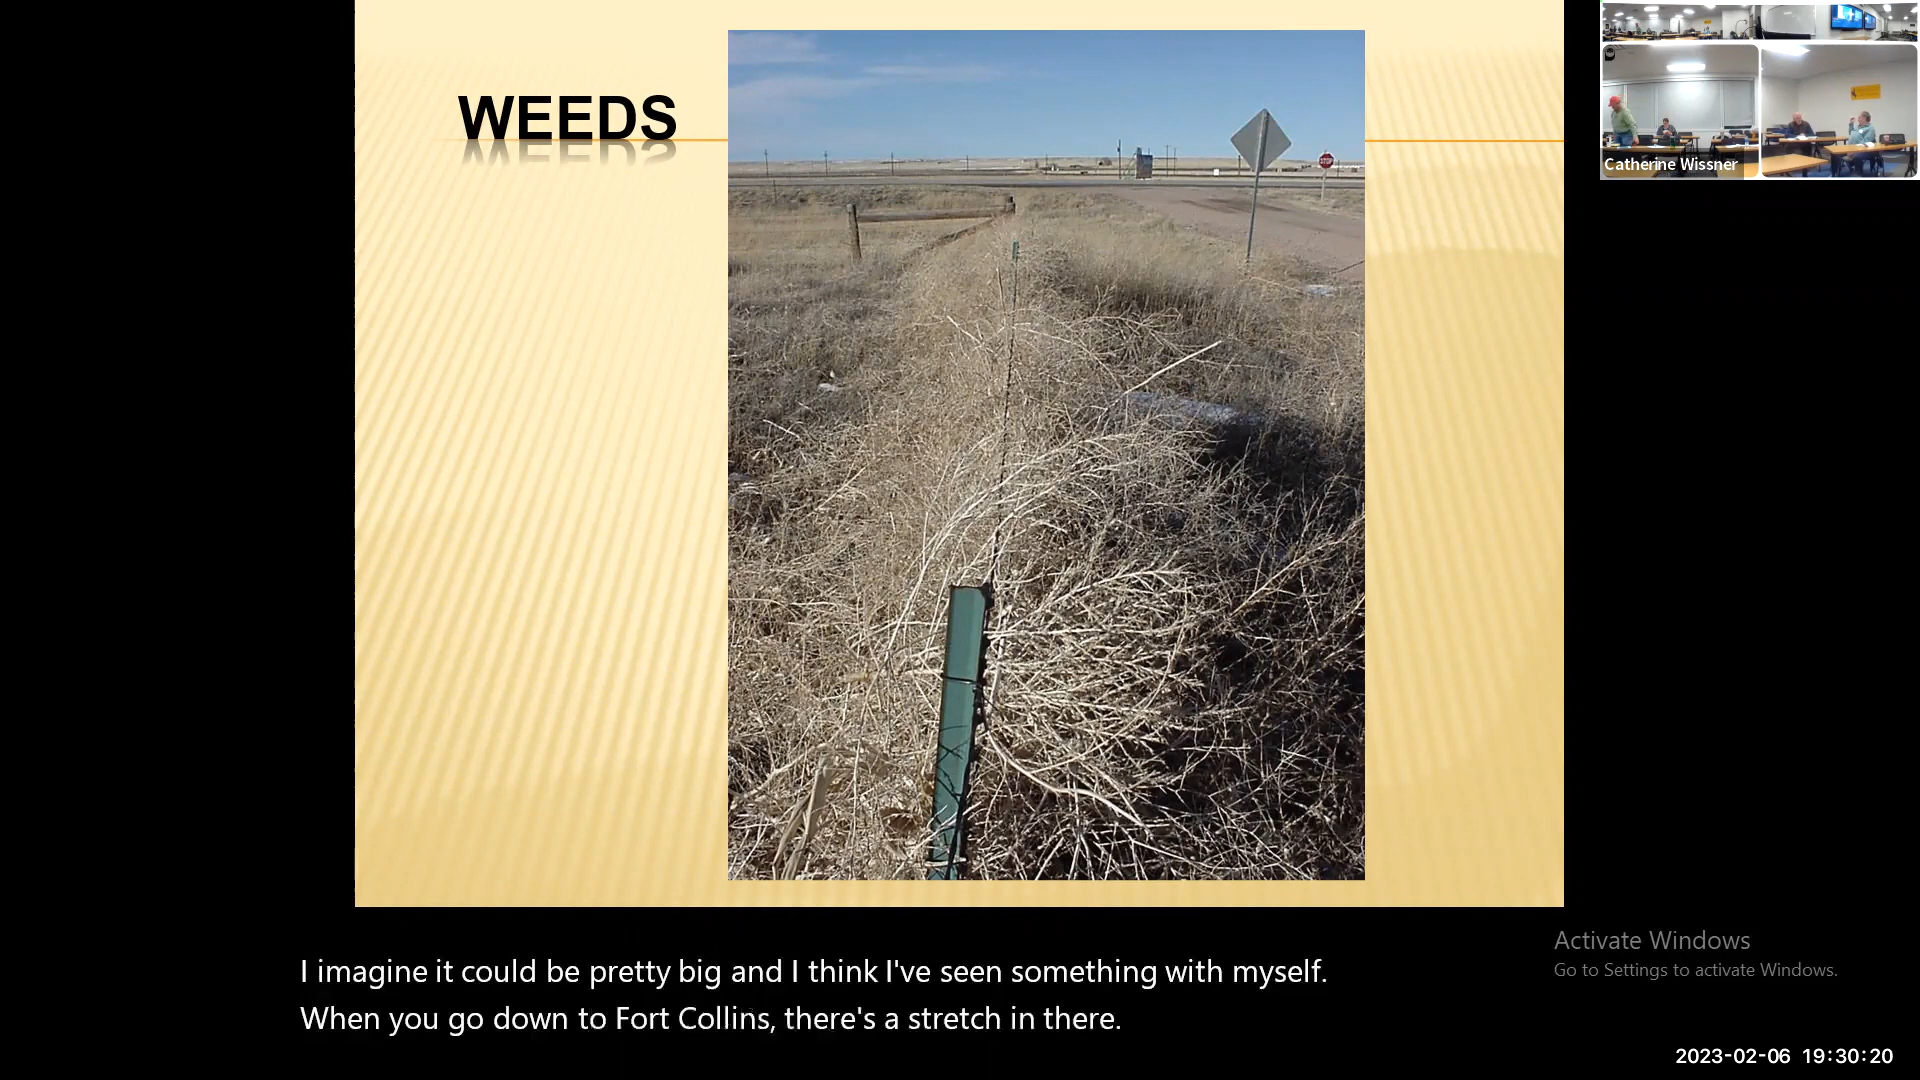 WEEDS
STOP
Catherine Wissner
I imagine it could be pretty big and I think I've seen something with myself.
When you go down to Fort Collins, there's a stretch in there.
Activate Windows
Go to Settings to activate Windows.
2023-02-06 19:30:20